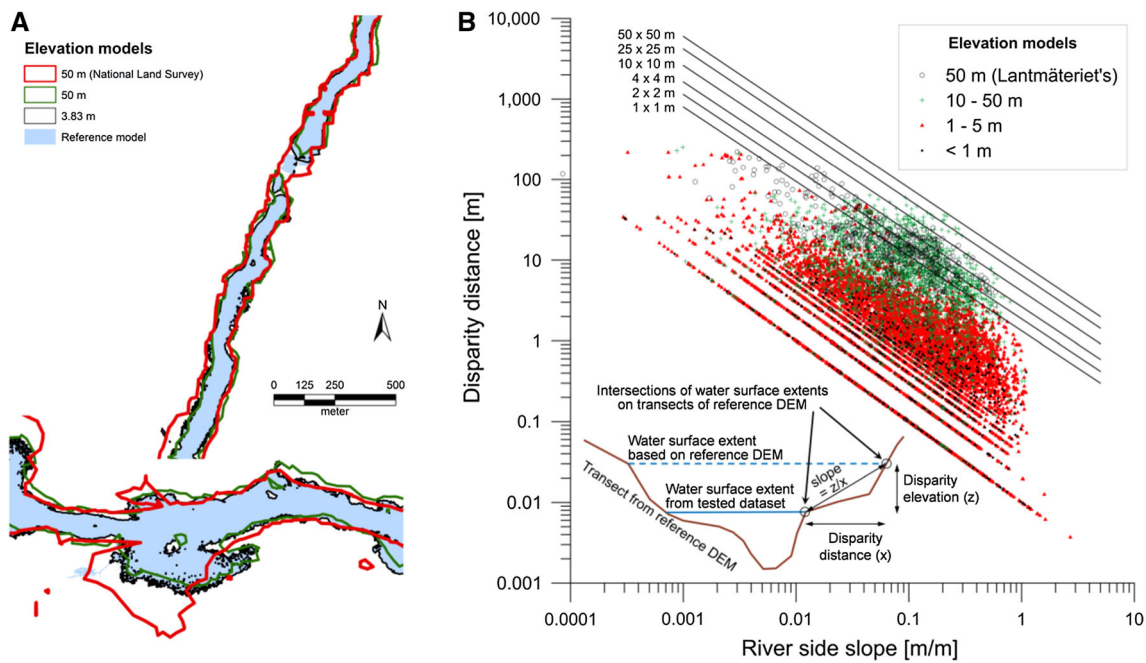 A
Elevation models
50 m (National Land Survey)
50 m
3.83 m
Reference model
N
0 125 250 500
meter
B
10,000
1,000
100
10
1
0.1
0.01
0.001
Disparity distance [m]
50 x 50 m
25 x 25 m
10 x 10 m
4 x 4 m
2 x 2 m
1 x 1 m
Elevation models
50 m (Lantmäteriet's)
10 - 50 m
1 - 5 m
< 1 m
Intersections of water surface extents
on transects of reference DEM
Water surface extent
based on reference DEM
Water surface extent
from tested dataset
Transect from reference DEM
slope
= z/x
Disparity
elevation (z)
Disparity
distance (x)
0.0001 0.001 0.01 0.1 1 10
River side slope [m/m]